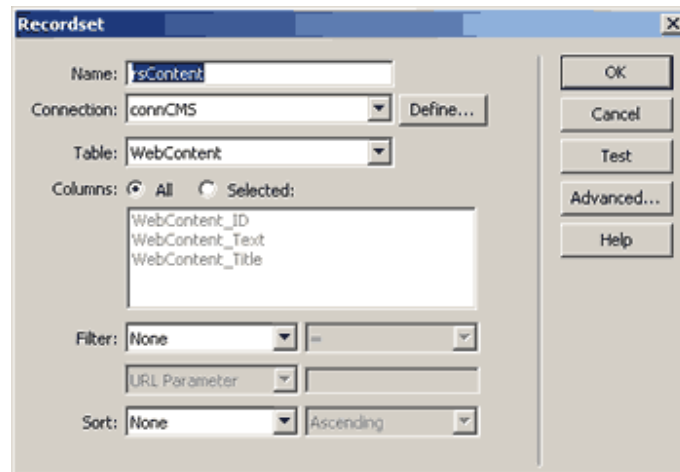 Recordset
Name: rsContent
OK
Connection: connCMS Define...
Cancel
Table: WebContent
Test
Columns: All Selected:
Advanced...
WebContent_ID
WebContent_Text
WebContent_Title
Help
Filter: None =
URL Parameter
Sort: None Ascending